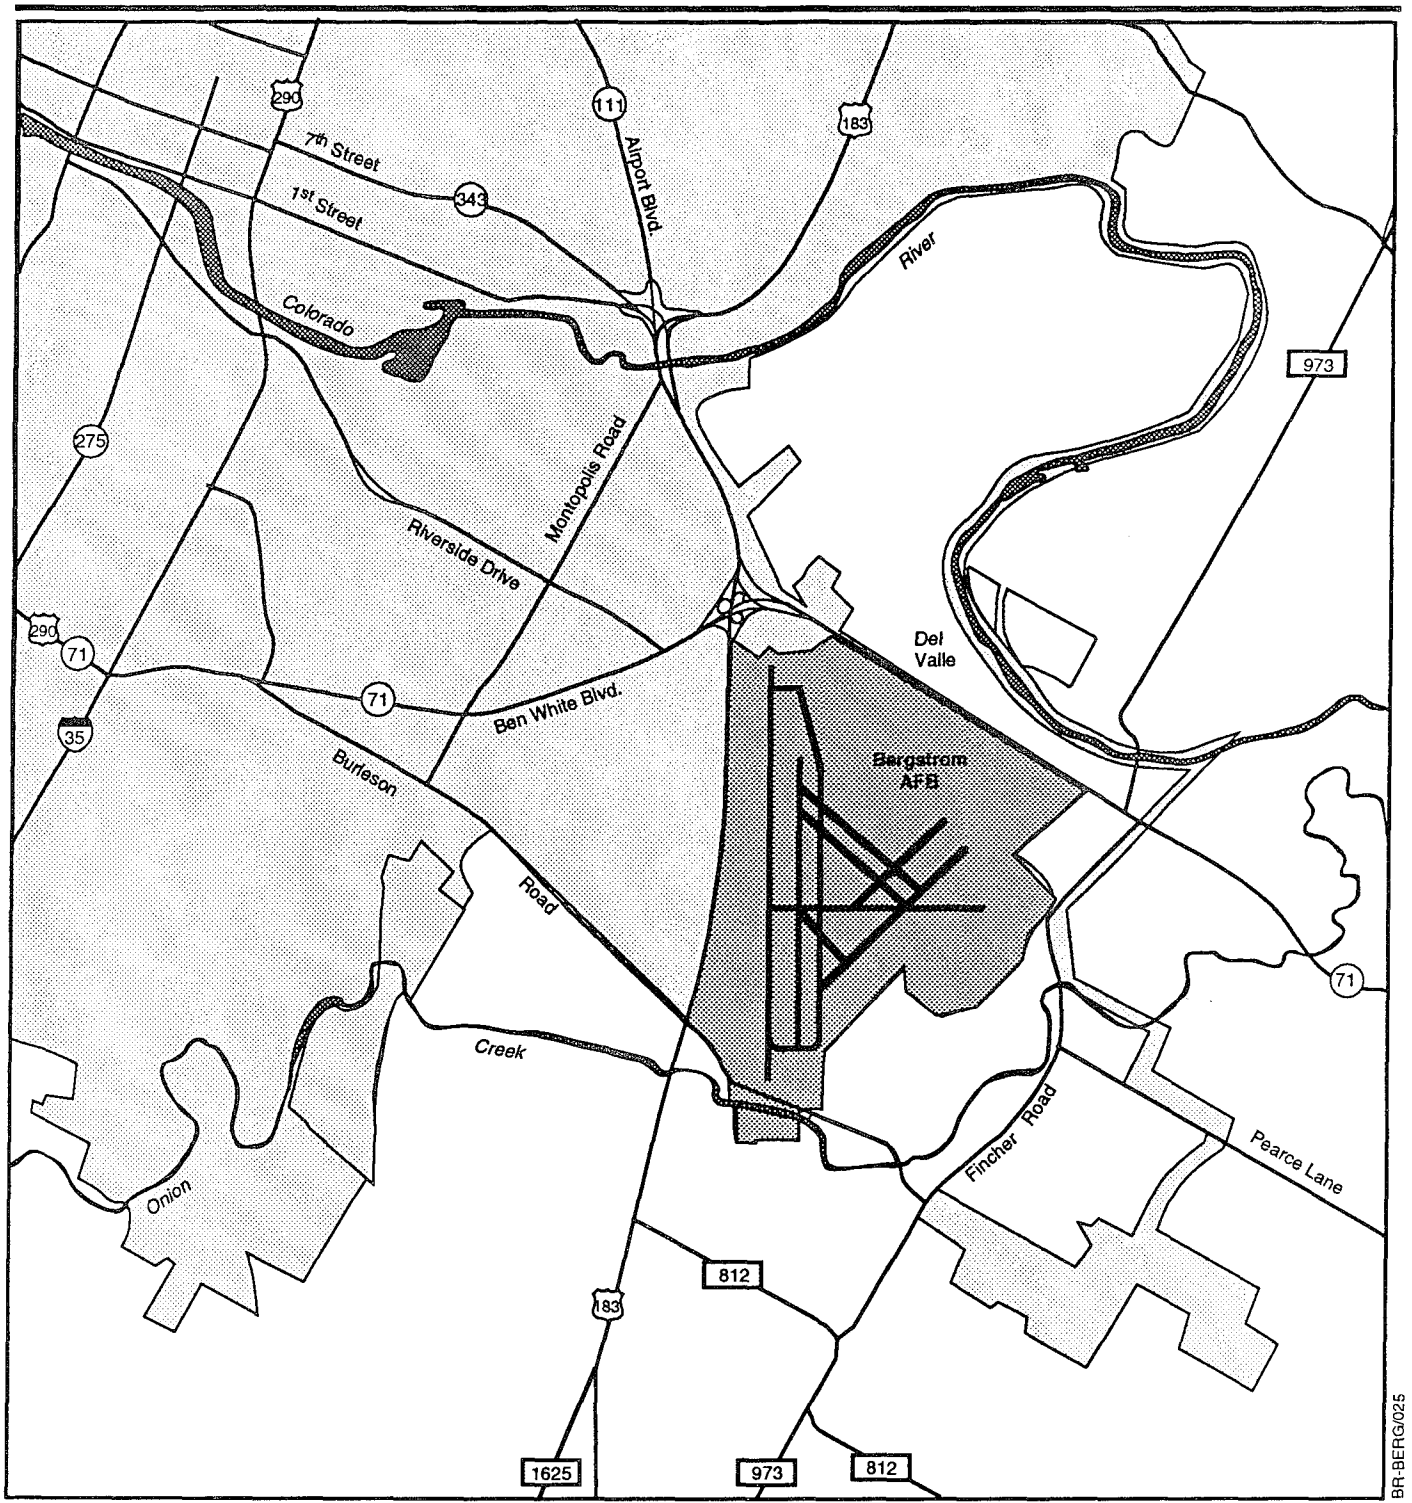 290
111
183
7th Street
Airport Blvd.
343
1st Street
River
Colorado
973
275
Montopolis Road
Riverside Drive
290
71
Del
Valle
71
Ben White Blvd.
35
Burleson
Bergstrom
AFB
Road
71
Creek
Fincher Road
Pearce Lane
Onion
812
183
1625
973
812
BR-BERG/025